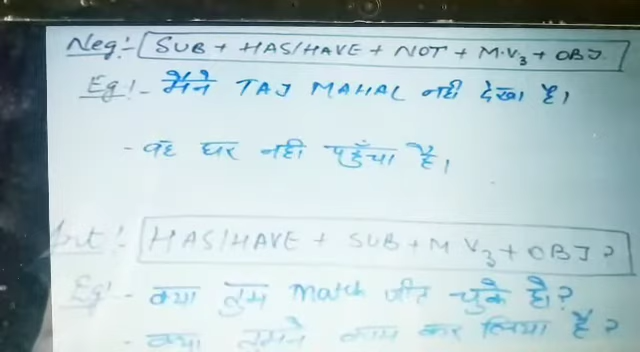 Neg:- SUB + HAS/HAVE + NOT + M.V₃ + OBJ.
Eg:- मैने TAJ MAHAL नही देखा है।
- वह घर नही पहुँचा है।
Int:- HAS/HAVE + SUB + M V₃ + OBJ ?
Eg:- क्या तुम match जीत चुके हो?
- क्या तुमने काम कर लिया है ?